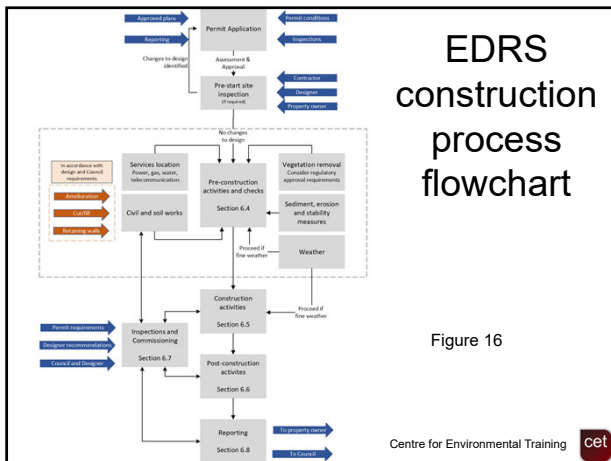 EDRS
construction
process
flowchart
Approved plans
Reporting
Permit Application
Permit conditions
Inspections
Changes to design
identified
Assessment &
Approval
Pre-start site
inspection
(if required)
Contractor
Designer
Property owner
No changes
to design
In accordance with
design and Council
requirements
Amelioration
Cut/fill
Retaining walls
Services location
Power, gas, water,
telecommunication
Civil and soil works
Pre-construction
activities and checks
Section 6.4
Vegetation removal
Consider regulatory
approval requirements
Sediment, erosion
and stability
measures
Proceed if
fine weather
Weather
Proceed if
fine weather
Construction
activities
Section 6.5
Permit requirements
Designer recommendations
Council and Designer
Inspections and
Commissioning
Section 6.7
Post-construction
activites
Section 6.6
Reporting
Section 6.8
To property owner
To Council
Figure 16
Centre for Environmental Training
cet